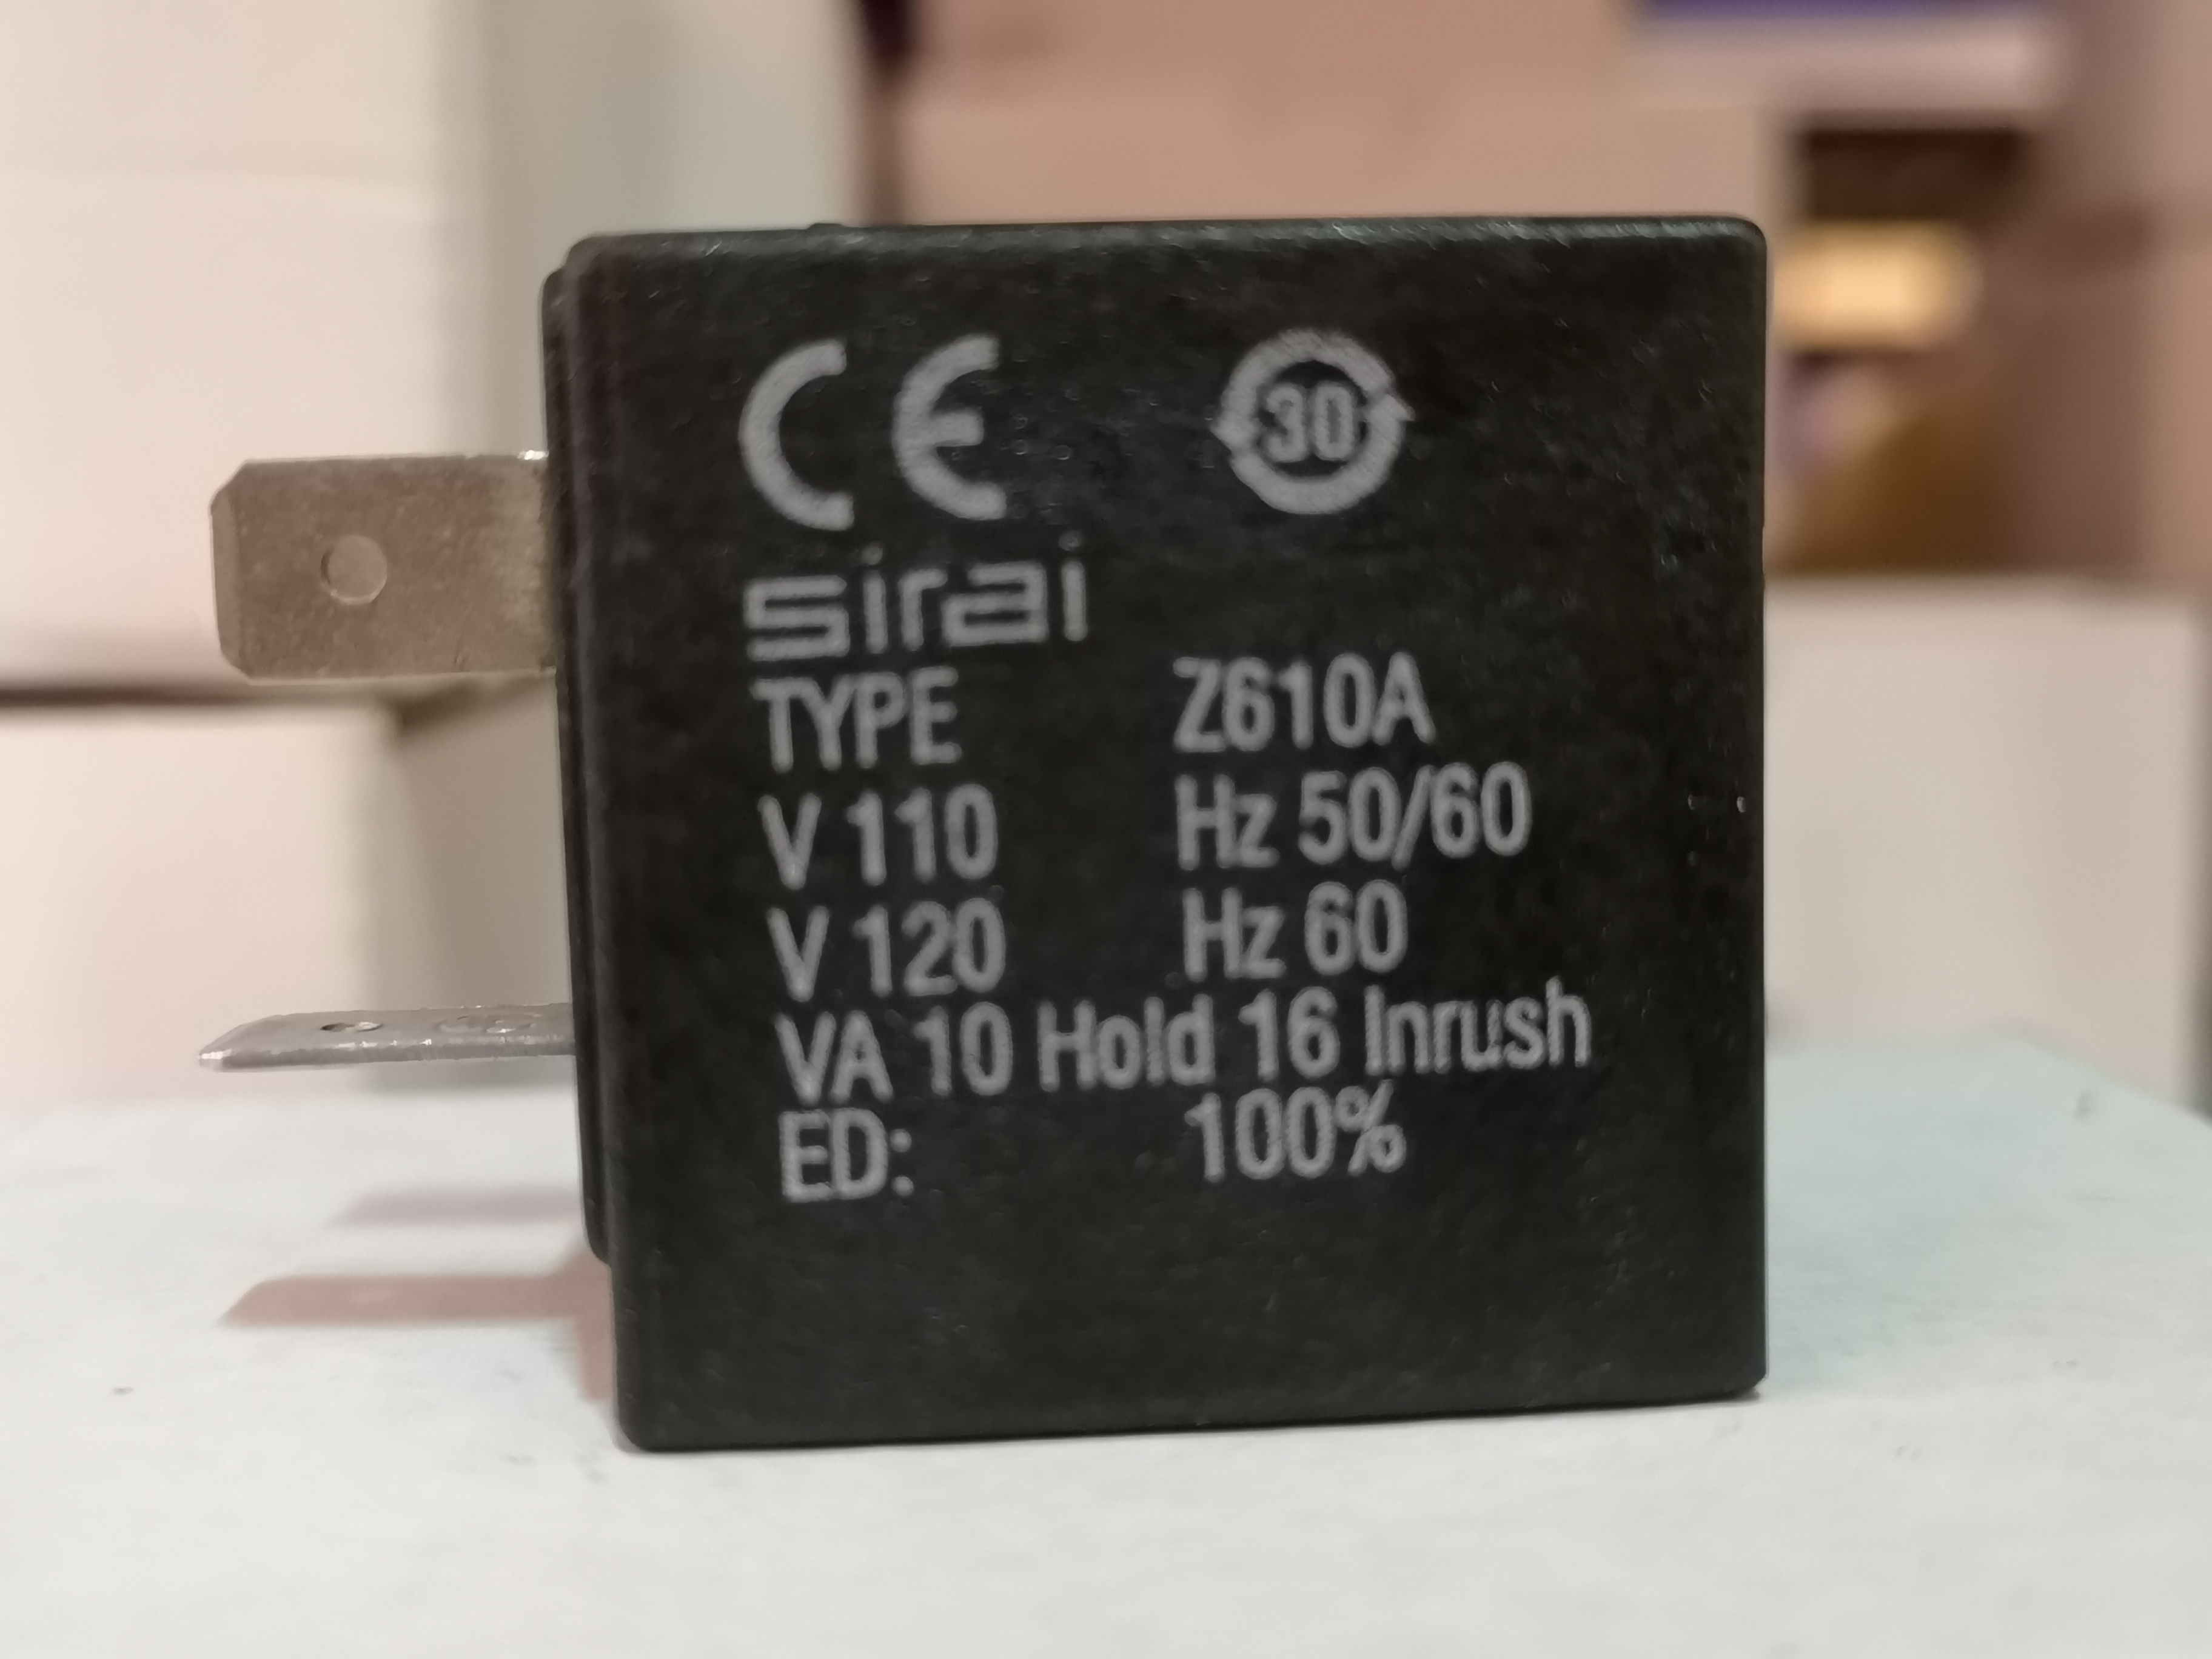 CE 30
sirai
TYPE Z610A
V 110 Hz 50/60
V 120 Hz 60
VA 10 Hold 16 Inrush
ED: 100%